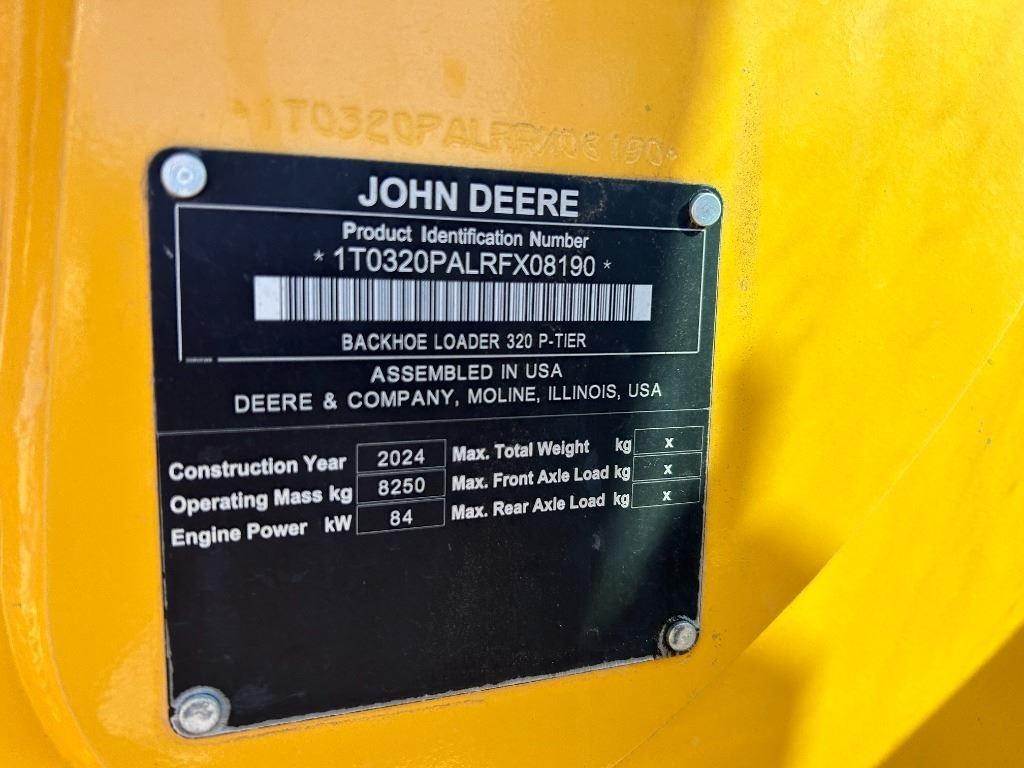 JOHN DEERE
Product Identification Number
* 1T0320PALRFX08190 *
BACKHOE LOADER 320 P-TIER
ASSEMBLED IN USA
DEERE & COMPANY, MOLINE, ILLINOIS, USA
Construction Year 2024 Max. Total Weight kg x
Operating Mass kg 8250 Max. Front Axle Load kg x
Engine Power kW 84 Max. Rear Axle Load kg x